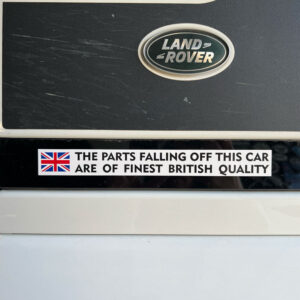 LAND
ROVER
THE PARTS FALLING OFF THIS CAR
ARE OF FINEST BRITISH QUALITY